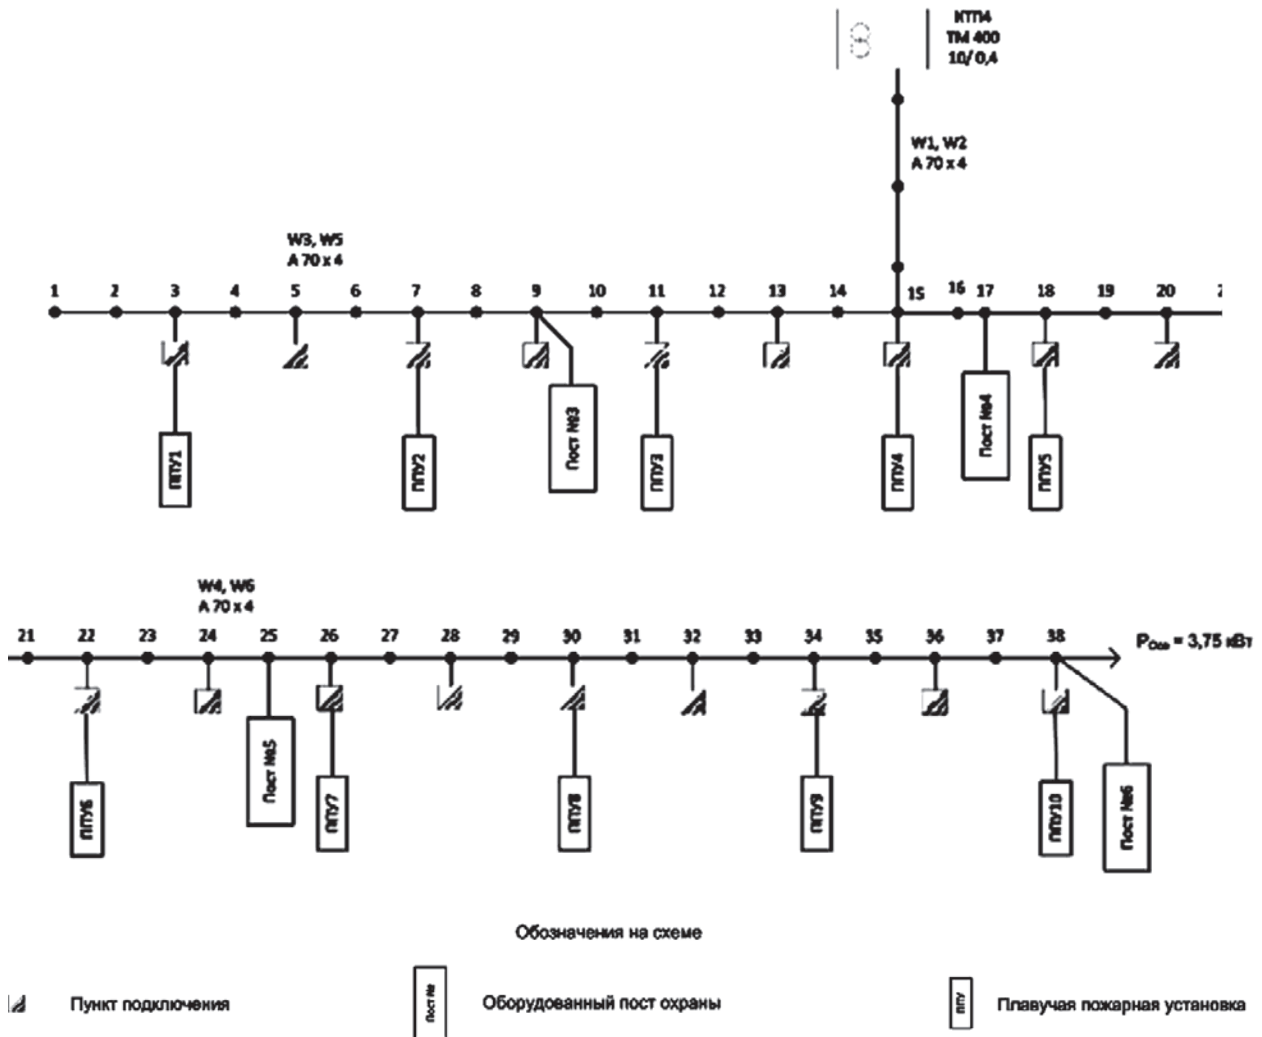 КТП4
ТМ 400
10/ 0,4
W1, W2
А 70 х 4
W3, W5
А 70 х 4
1 2 3 4 5 6 7 8 9 10 11 12 13 14 15 16 17 18 19 20
ППУ1
ППУ2
Пост №3
ППУ3
ППУ4
Пост №4
ППУ5
W4, W6
А 70 х 4
21 22 23 24 25 26 27 28 29 30 31 32 33 34 35 36 37 38
= 3,75 кВт
ППУ6
Пост №5
ППУ7
ППУ8
ППУ9
ППУ10
Пост №6
Обозначения на схеме
Пункт подключения
Пост №
Оборудованный пост охраны
ППУ
Плавучая пожарная установка